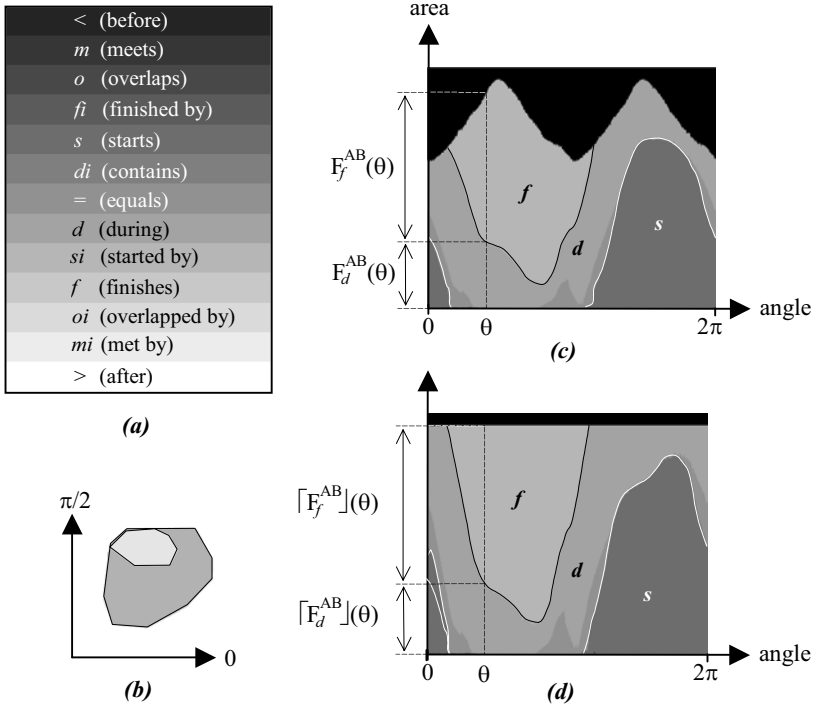 < (before)
m (meets)
o (overlaps)
fi (finished by)
s (starts)
di (contains)
= (equals)
d (during)
si (started by)
f (finishes)
oi (overlapped by)
mi (met by)
> (after)
(a)
π/2
0
(b)
area
F_f^AB(θ)
F_d^AB(θ)
f
d
s
0
θ
2π
angle
(c)
⌈F_f^AB⌋(θ)
⌈F_d^AB⌋(θ)
f
d
s
0
θ
2π
angle
(d)